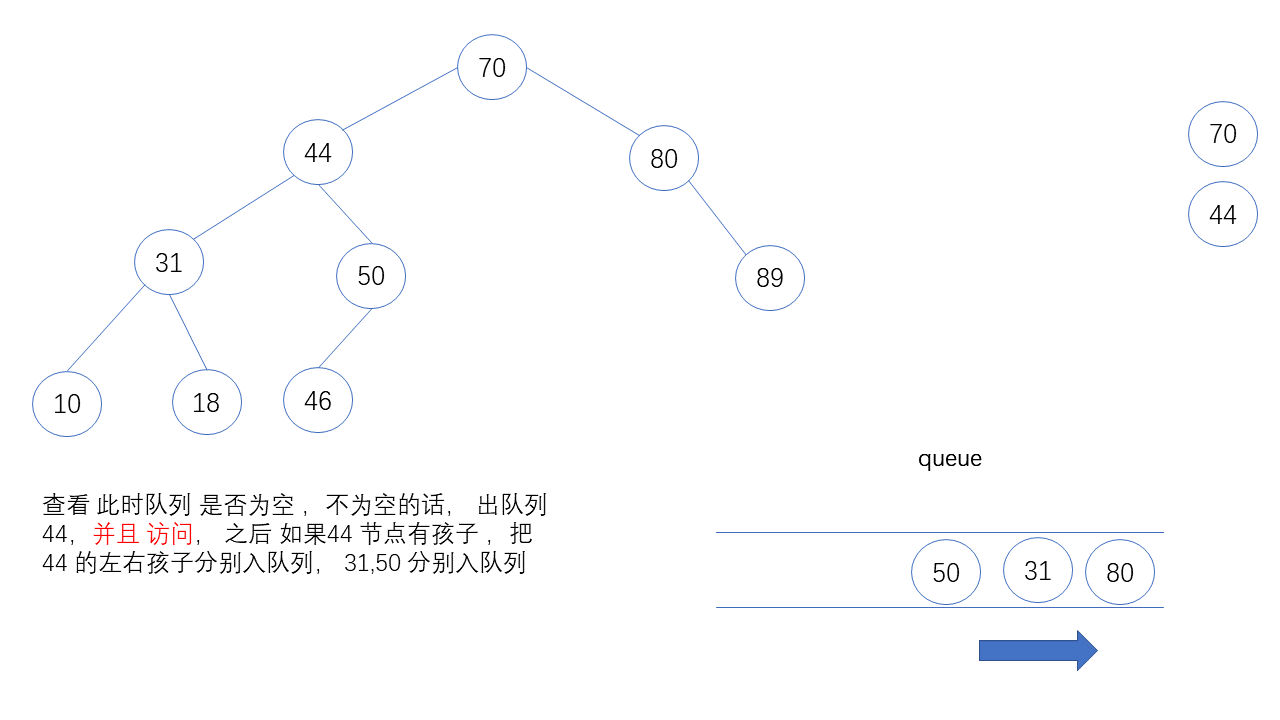 70
44
80
31
50
89
10
18
46
70
44
查看 此时队列 是否为空 ， 不为空的话， 出队列
44， 并且 访问， 之后 如果44 节点有孩子 ，把
44 的左右孩子分别入队列， 31,50 分别入队列
queue
50 31 80